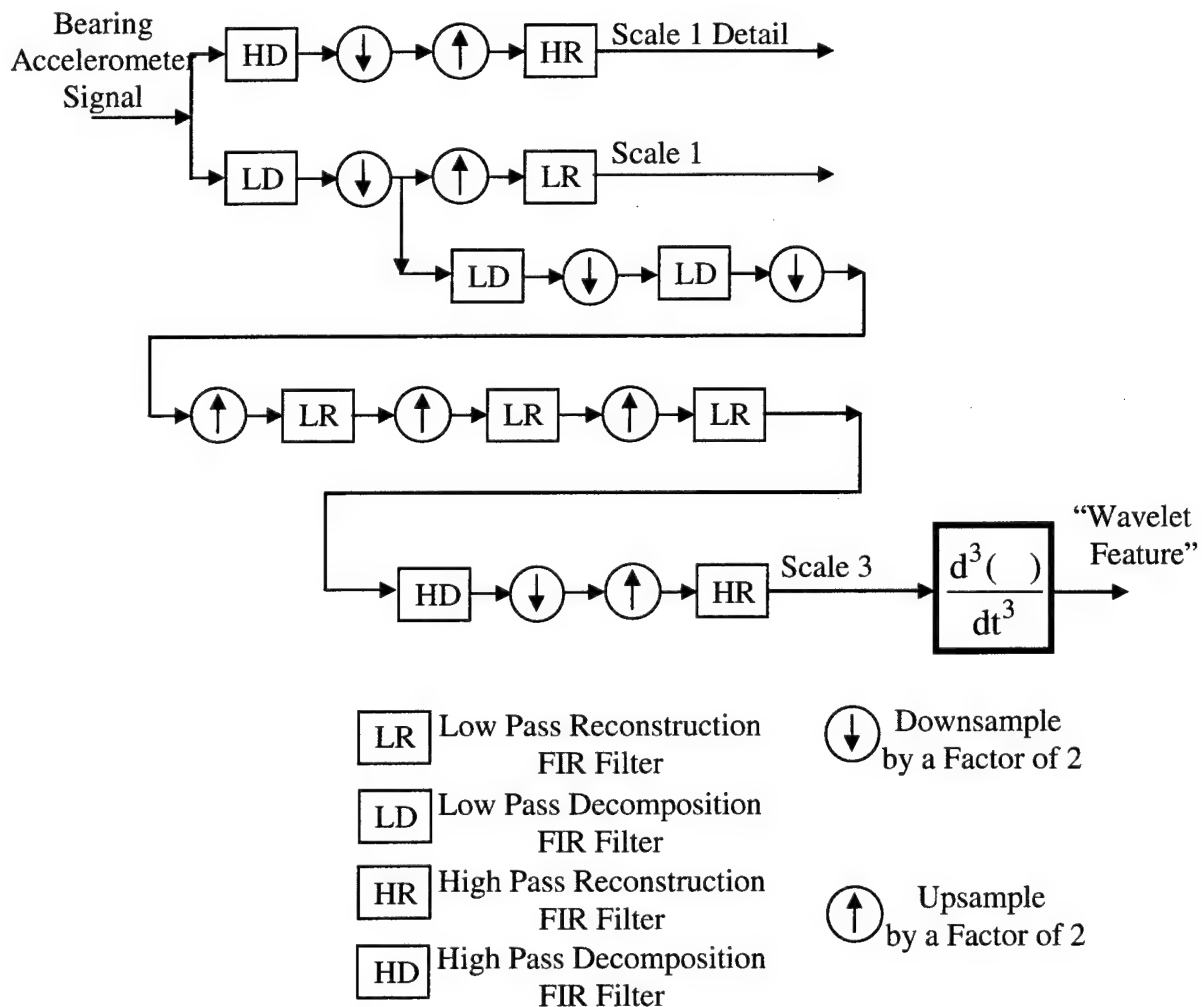 Bearing
Accelerometer
Signal
HD
↓
↑
HR
Scale 1 Detail
LD
↓
↑
LR
Scale 1
LD
↓
LD
↓
↑
LR
↑
LR
↑
LR
HD
↓
↑
HR
Scale 3
d³( )
dt³
“Wavelet
Feature”
LR
Low Pass Reconstruction
FIR Filter
LD
Low Pass Decomposition
FIR Filter
HR
High Pass Reconstruction
FIR Filter
HD
High Pass Decomposition
FIR Filter
↓
Downsample
by a Factor of 2
↑
Upsample
by a Factor of 2